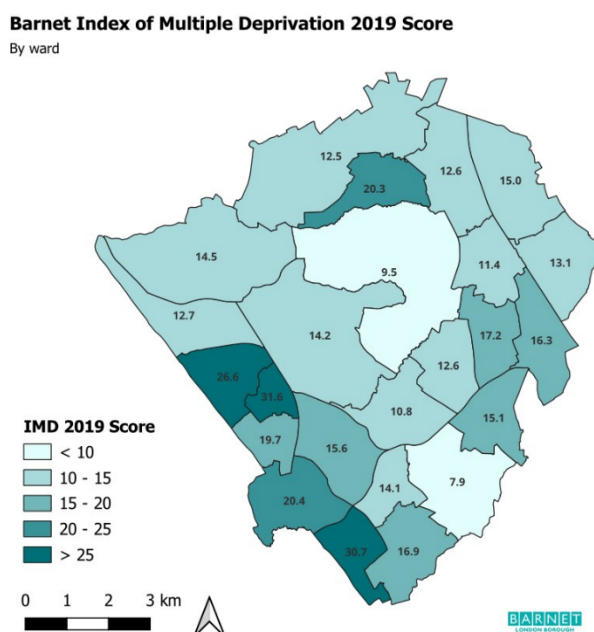 Barnet Index of Multiple Deprivation 2019 Score
By ward
12.5
12.6
15.0
20.3
14.5
9.5
11.4
13.1
12.7
14.2
17.2
16.3
12.6
26.6
31.6
10.8
15.1
19.7
15.6
14.1
7.9
20.4
30.7
16.9
IMD 2019 Score
< 10
10 - 15
15 - 20
20 - 25
> 25
0 1 2 3 km
BARNET
LONDON BOROUGH